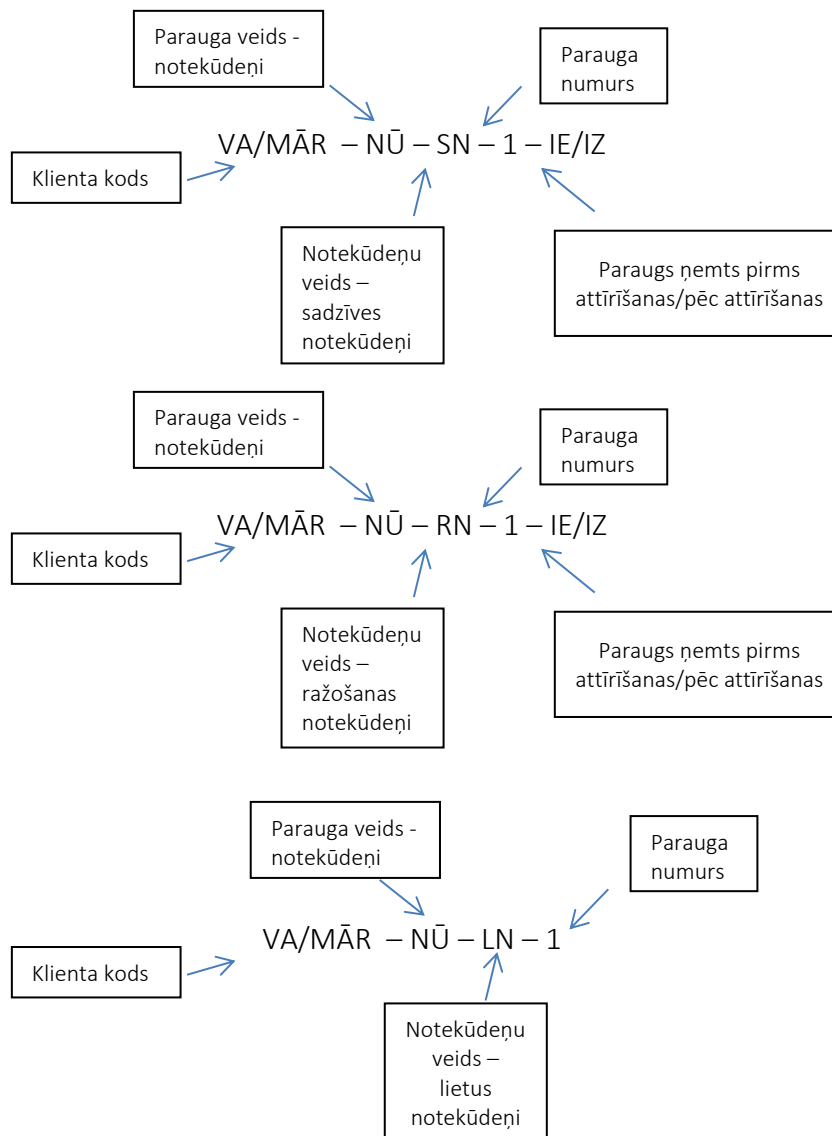 Parauga veids -
notekūdeņi
Parauga
numurs
VA/MĀR – NŪ – SN – 1 – IE/IZ
Klienta kods
Notekūdeņu
veids –
sadzīves
notekūdeņi
Paraugs ņemts pirms
attīrīšanas/pēc attīrīšanas
Parauga veids -
notekūdeņi
Parauga
numurs
VA/MĀR – NŪ – RN – 1 – IE/IZ
Klienta kods
Notekūdeņu
veids –
ražošanas
notekūdeņi
Paraugs ņemts pirms
attīrīšanas/pēc attīrīšanas
Parauga veids -
notekūdeņi
Parauga
numurs
VA/MĀR – NŪ – LN – 1
Klienta kods
Notekūdeņu
veids –
lietus
notekūdeņi